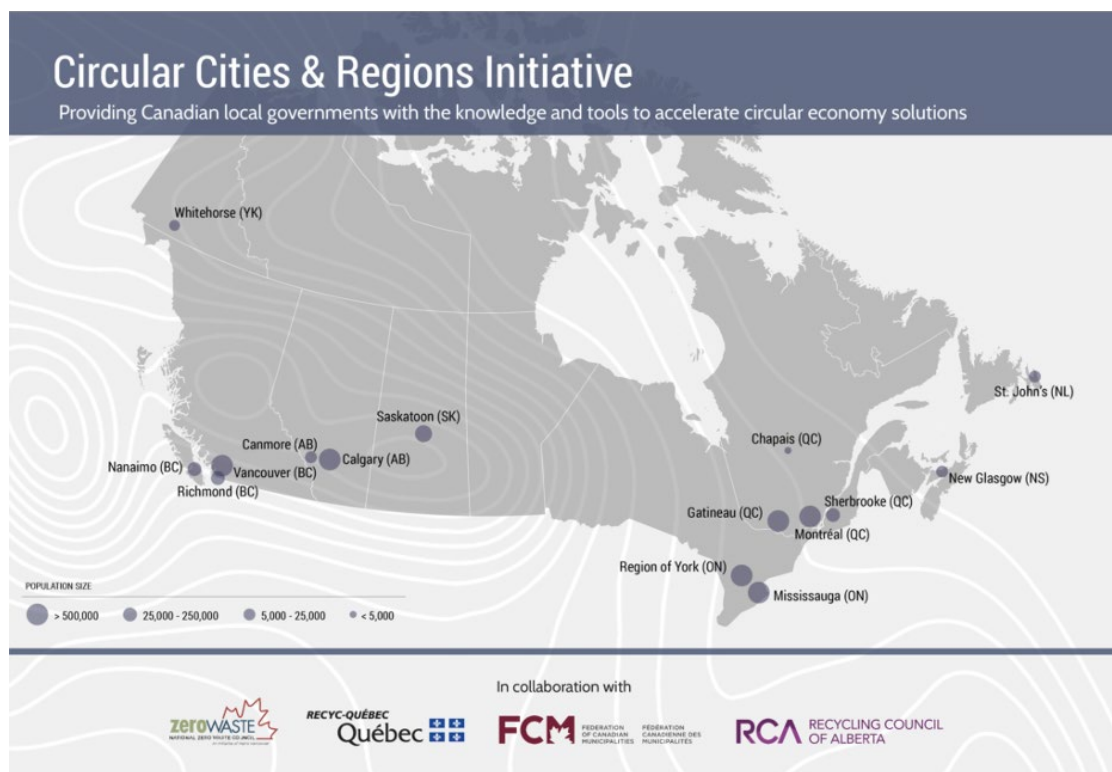 Circular Cities & Regions Initiative
Providing Canadian local governments with the knowledge and tools to accelerate circular economy solutions
Whitehorse (YK)
Saskatoon (SK)
Canmore (AB)
Calgary (AB)
Nanaimo (BC)
Vancouver (BC)
Richmond (BC)
St. John's (NL)
Chapais (QC)
New Glasgow (NS)
Sherbrooke (QC)
Gatineau (QC)
Montréal (QC)
Region of York (ON)
Mississauga (ON)
POPULATION SIZE
> 500,000
25,000 - 250,000
5,000 - 25,000
< 5,000
In collaboration with
zeroWASTE
NATIONAL ZERO WASTE COUNCIL
RECYC-QUÉBEC
Québec
FCM
FEDERATION
OF CANADIAN
MUNICIPALITIES
FÉDÉRATION
CANADIENNE DES
MUNICIPALITÉS
RCA
RECYCLING COUNCIL
OF ALBERTA